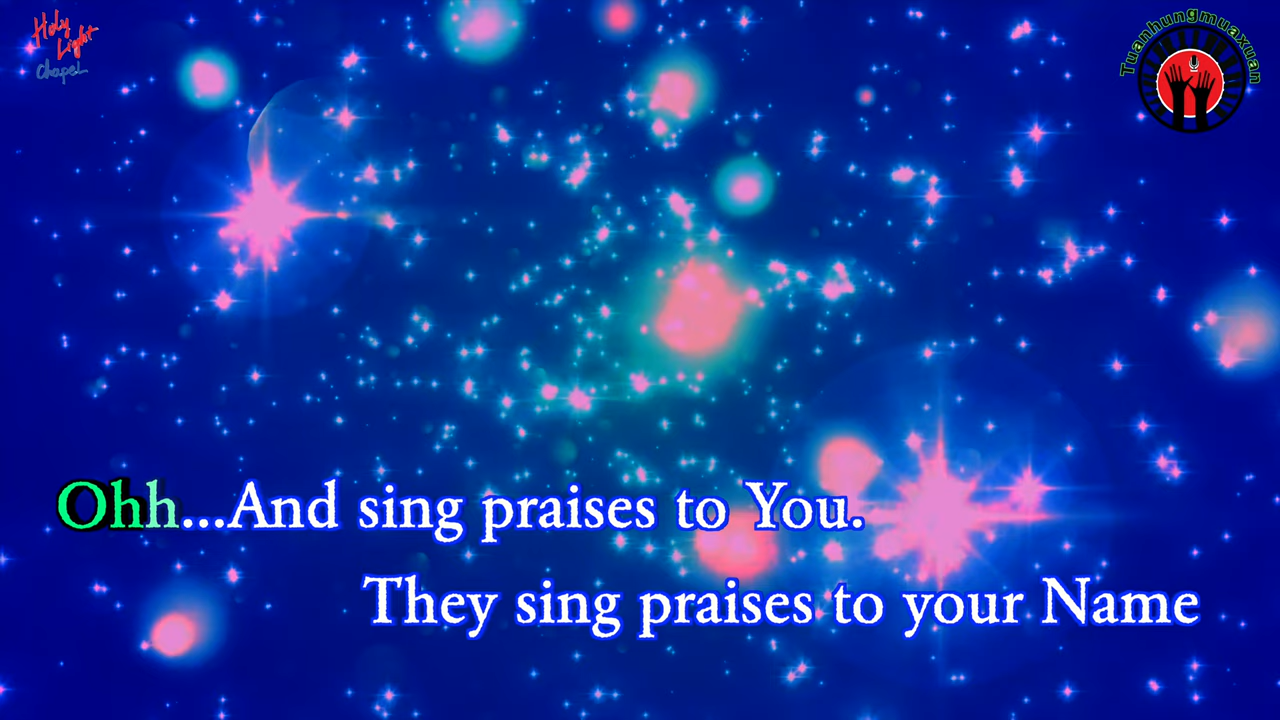 Holy
Light
Chapel
Tuanhungmuaxuan
Ohh...And sing praises to You.
They sing praises to your Name